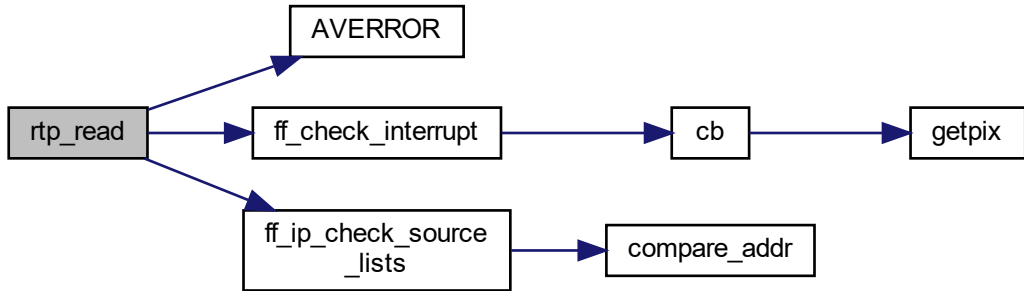 AVERROR
rtp_read
ff_check_interrupt
cb
getpix
ff_ip_check_source
_lists
compare_addr